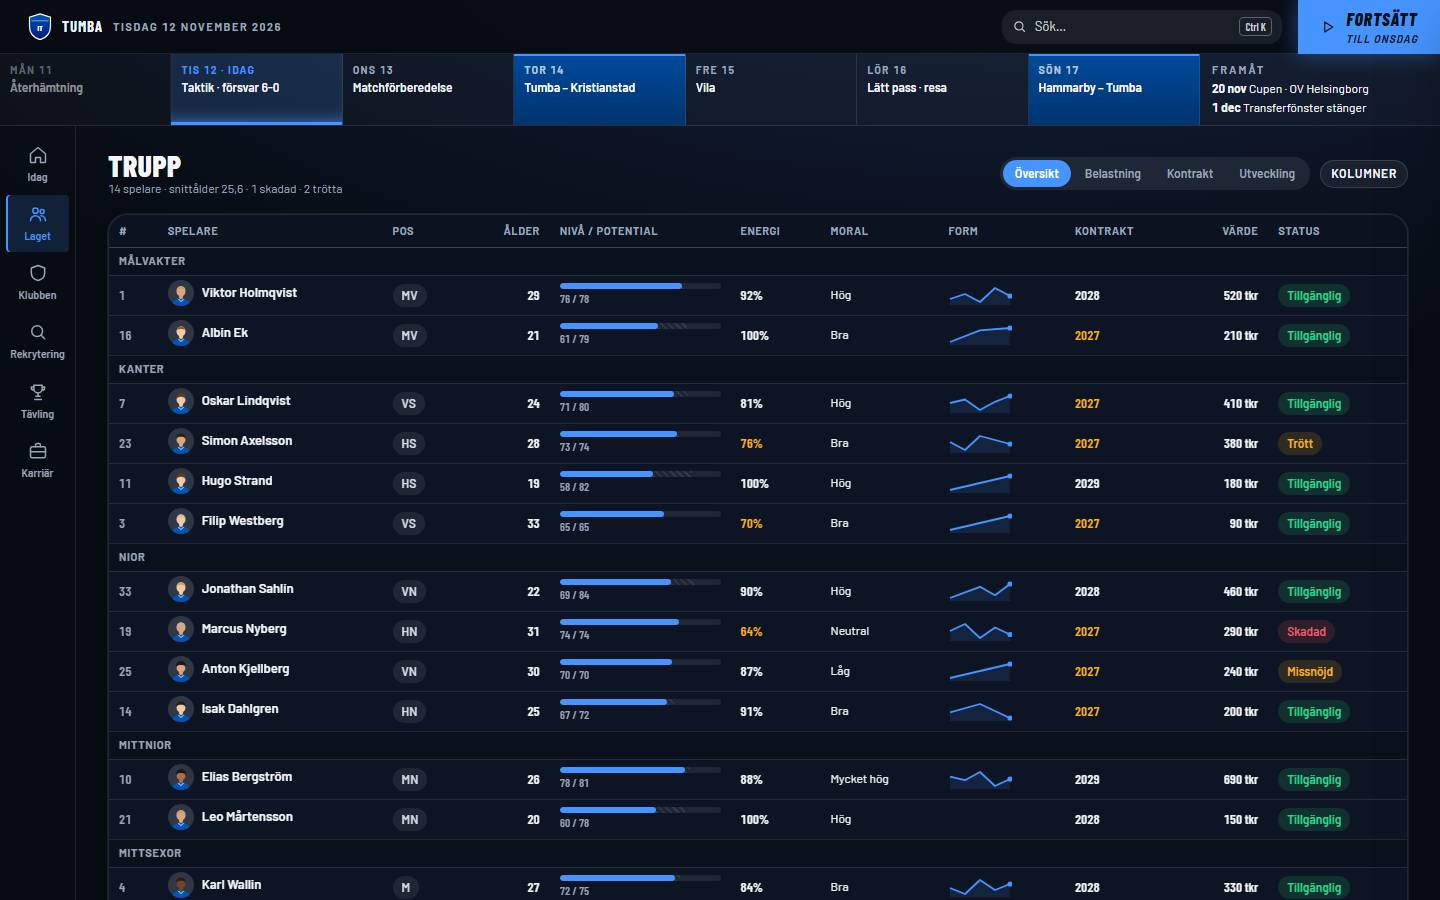 IT TUMBA TISDAG 12 NOVEMBER 2026 Sök... Ctrl K FORTSÄTT
TILL ONSDAG
MÅN 11 TIS 12 · IDAG ONS 13 TOR 14 FRE 15 LÖR 16 SÖN 17 FRAMÅT
Återhämtning Taktik · försvar 6-0 Matchförberedelse Tumba – Kristianstad Vila Lätt pass · resa Hammarby – Tumba 20 nov Cupen · OV Helsingborg
1 dec Transferfönster stänger
Idag
Laget
Klubben
Rekrytering
Tävling
Karriär
TRUPP
14 spelare · snittålder 25,6 · 1 skadad · 2 trötta
Översikt Belastning Kontrakt Utveckling KOLUMNER
# SPELARE POS ÅLDER NIVÅ / POTENTIAL ENERGI MORAL FORM KONTRAKT VÄRDE STATUS
MÅLVAKTER
1 Viktor Holmqvist MV 29 76 / 78 92% Hög 2028 520 tkr Tillgänglig
16 Albin Ek MV 21 61 / 79 100% Bra 2027 210 tkr Tillgänglig
KANTER
7 Oskar Lindqvist VS 24 71 / 80 81% Hög 2027 410 tkr Tillgänglig
23 Simon Axelsson HS 28 73 / 74 76% Bra 2027 380 tkr Trött
11 Hugo Strand HS 19 58 / 82 100% Hög 2029 180 tkr Tillgänglig
3 Filip Westberg VS 33 65 / 65 70% Bra 2027 90 tkr Tillgänglig
NIOR
33 Jonathan Sahlin VN 22 69 / 84 90% Hög 2028 460 tkr Tillgänglig
19 Marcus Nyberg HN 31 74 / 74 64% Neutral 2027 290 tkr Skadad
25 Anton Kjellberg VN 30 70 / 70 87% Låg 2027 240 tkr Missnöjd
14 Isak Dahlgren HN 25 67 / 72 91% Bra 2027 200 tkr Tillgänglig
MITTNIOR
10 Elias Bergström MN 26 78 / 81 88% Mycket hög 2029 690 tkr Tillgänglig
21 Leo Mårtensson MN 20 60 / 78 100% Hög 2028 150 tkr Tillgänglig
MITTSEXOR
4 Karl Wallin M 27 72 / 75 84% Bra 2028 330 tkr Tillgänglig